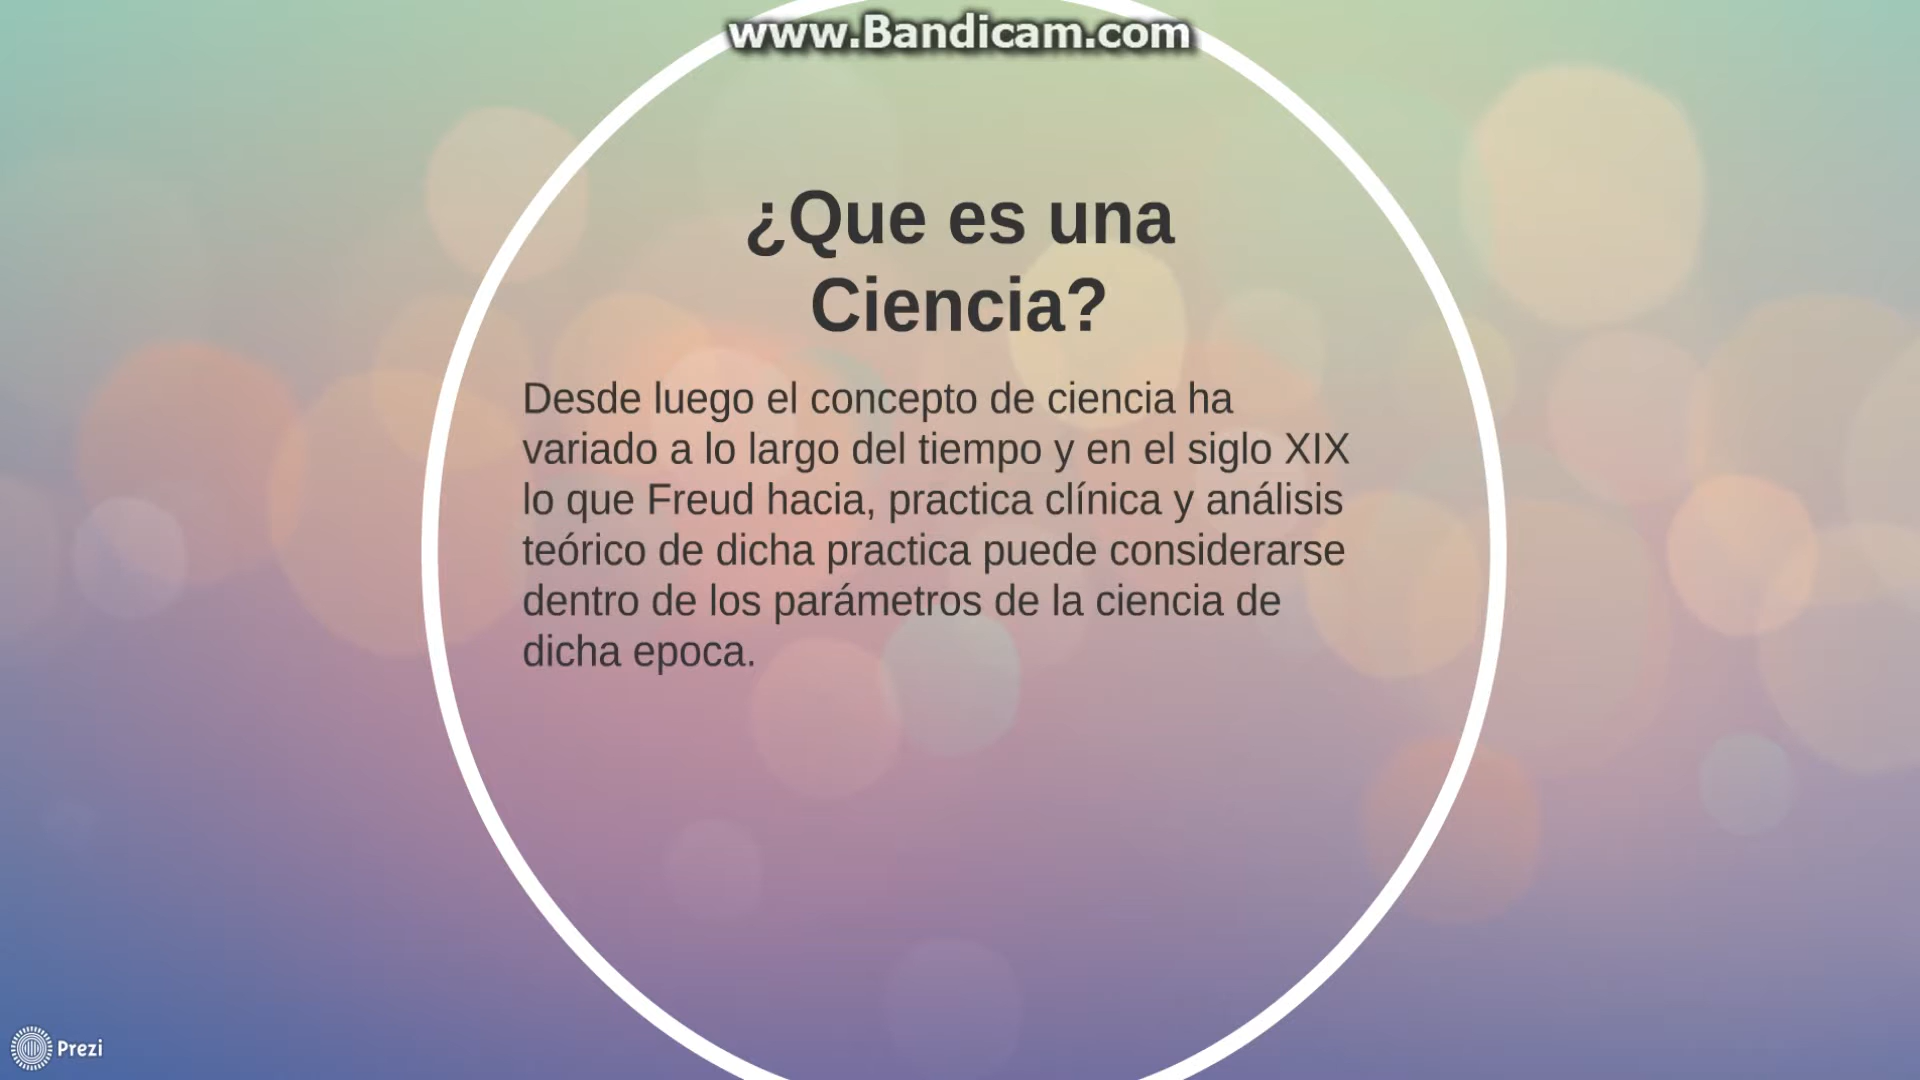 www.Bandicam.com
¿Que es una
Ciencia?
Desde luego el concepto de ciencia ha
variado a lo largo del tiempo y en el siglo XIX
lo que Freud hacia, practica clínica y análisis
teórico de dicha practica puede considerarse
dentro de los parámetros de la ciencia de
dicha epoca.
Prezi